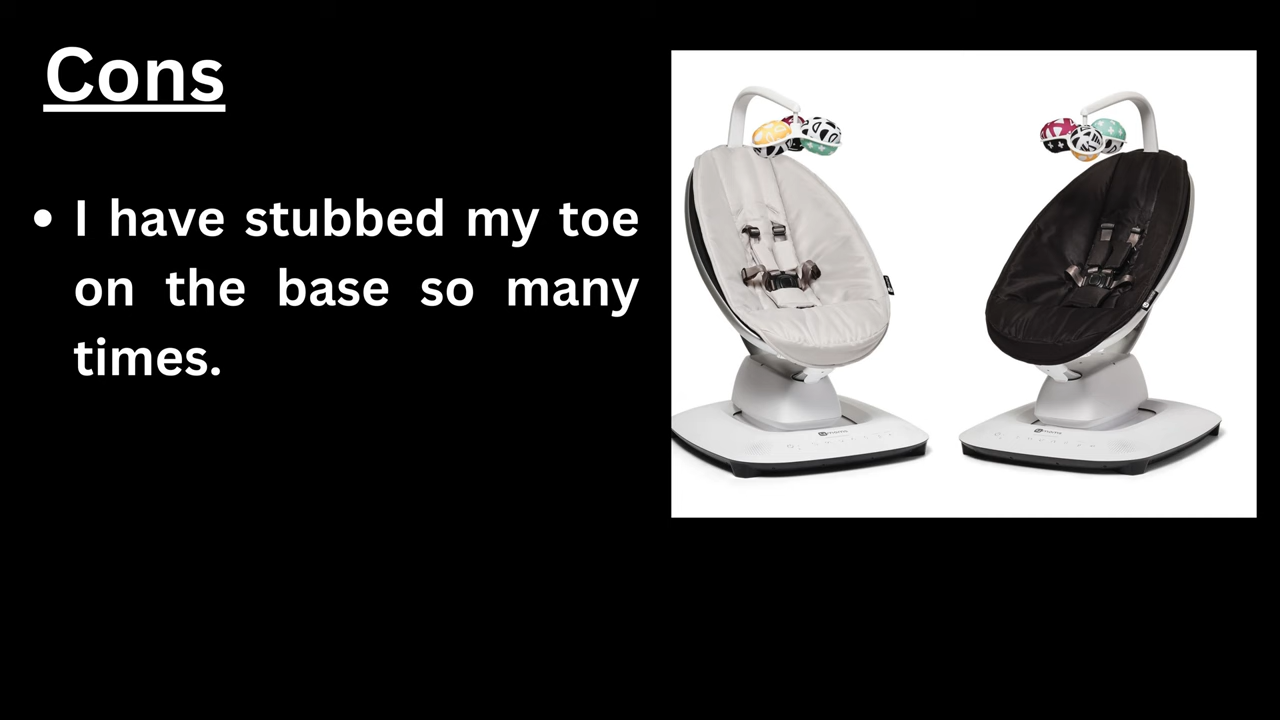 Cons
• I have stubbed my toe
on the base so many
times.